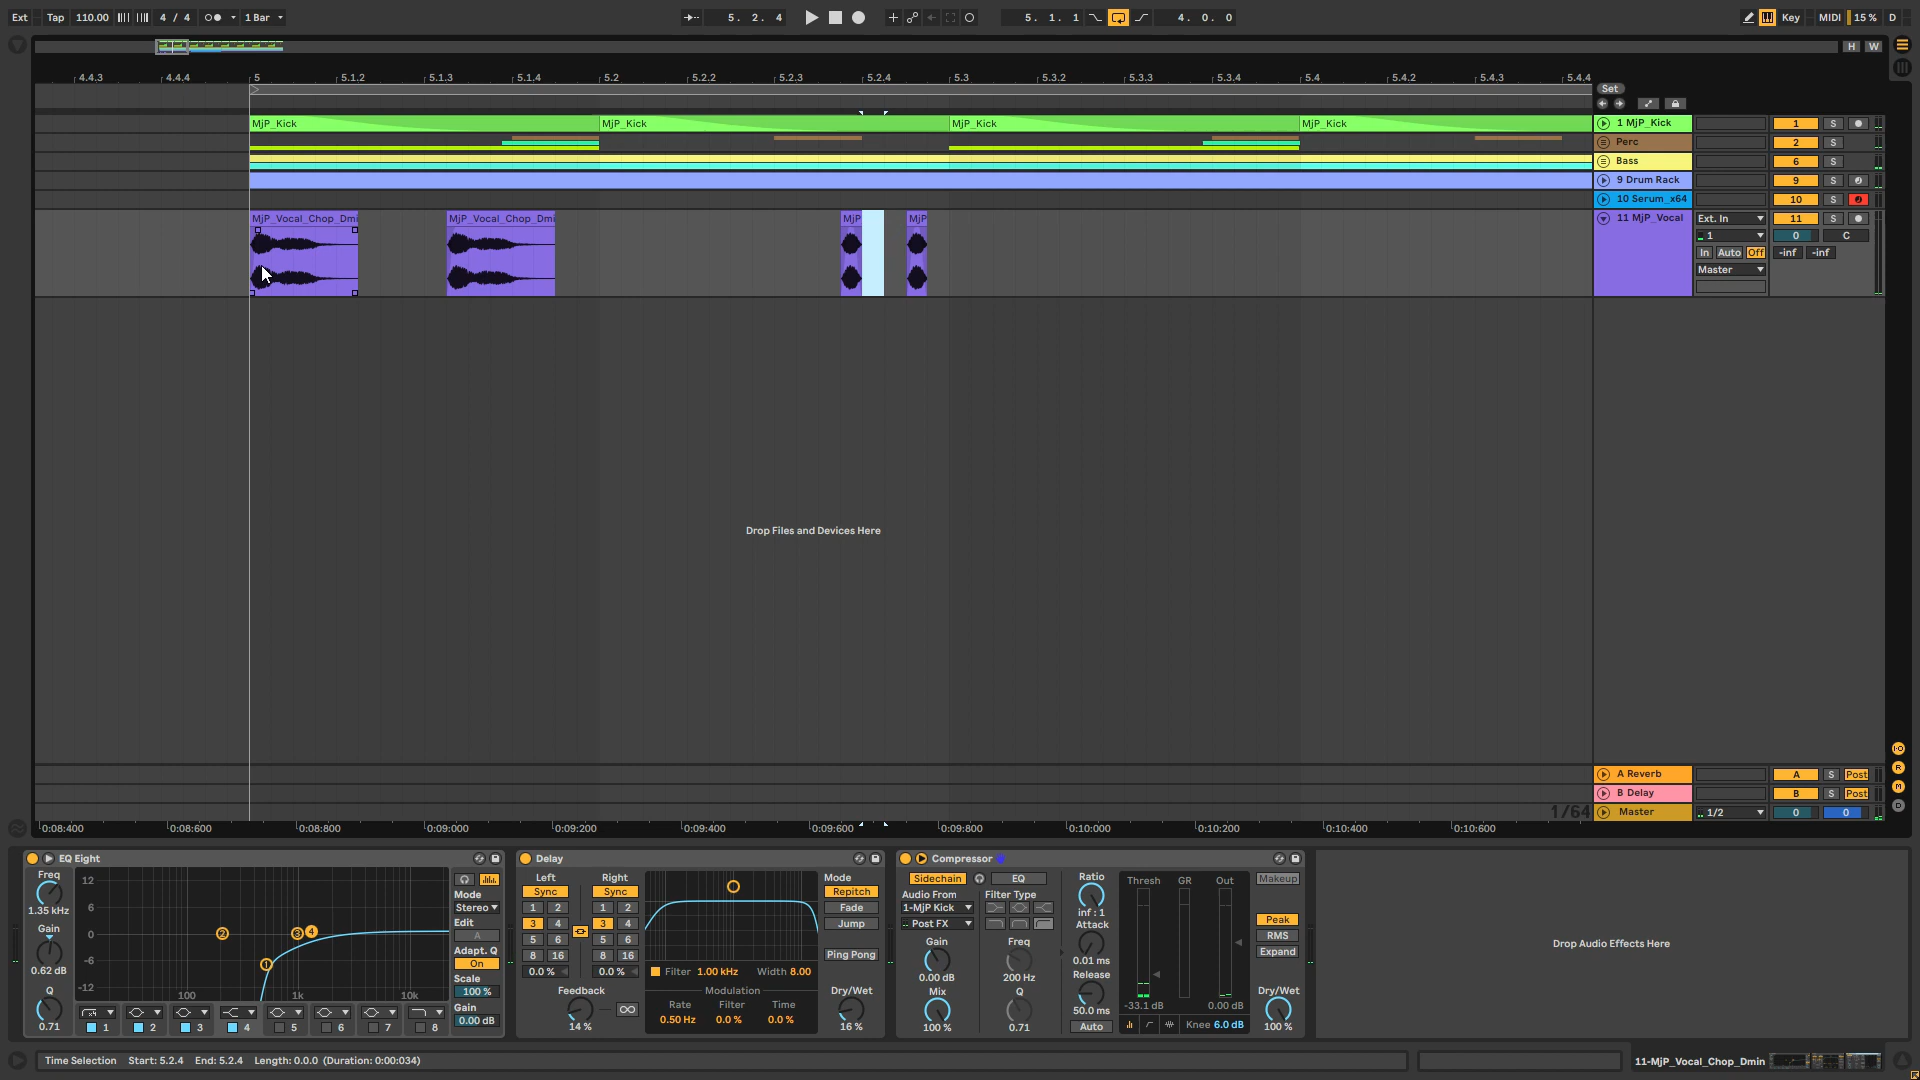 Ext Tap 110.00 4 / 4 1 Bar 5. 2. 4 5. 1. 1 4. 0. 0 Key MIDI 15 % D
H W
4.4.3 4.4.4 5 5.1.2 5.1.3 5.1.4 5.2 5.2.2 5.2.3 5.2.4 5.3 5.3.2 5.3.3 5.3.4 5.4 5.4.2 5.4.3 5.4.4
Set
MjP_Kick MjP_Kick MjP_Kick MjP_Kick 1 MjP_Kick 1 S
Perc 2 S
Bass 6 S
9 Drum Rack 9 S
10 Serum_x64 10 S
MjP_Vocal_Chop_Dmi MjP_Vocal_Chop_Dmi MjP MjP 11 MjP_Vocal Ext. In 11 S
1 0 C
In Auto Off -inf -inf
Master
Drop Files and Devices Here
A Reverb A S Post
B Delay B S Post
1/64 Master 1/2 0 0
0:08:400 0:08:600 0:08:800 0:09:000 0:09:200 0:09:400 0:09:600 0:09:800 0:10:000 0:10:200 0:10:400 0:10:600
EQ Eight
Freq
1.35 kHz
Gain
0.62 dB
Q
0.71
12
6
0
-6
-12
100 1k 10k
2 3 4
1
1 2 3 4 5 6 7 8
Mode
Stereo
Edit
A
Adapt. Q
On
Scale
100 %
Gain
0.00 dB
Delay
Left Right
Sync Sync
1 2 1 2
3 4 3 4
5 6 5 6
8 16 8 16
0.0 % 0.0 %
Feedback
14 %
Filter 1.00 kHz Width 8.00
Modulation
Rate Filter Time
0.50 Hz 0.0 % 0.0 %
Mode
Repitch
Fade
Jump
Ping Pong
Dry/Wet
16 %
Compressor
Sidechain EQ
Audio From Filter Type
1-MjP Kick
Post FX
Gain Freq
0.00 dB 200 Hz
Mix Q
100 % 0.71
Ratio
inf : 1
Attack
0.01 ms
Release
50.0 ms
Auto
Thresh GR Out
-33.1 dB 0.00 dB
Knee 6.0 dB
Makeup
Peak
RMS
Expand
Dry/Wet
100 %
Drop Audio Effects Here
Time Selection Start: 5.2.4 End: 5.2.4 Length: 0.0.0 (Duration: 0:00:034)
11-MjP_Vocal_Chop_Dmin